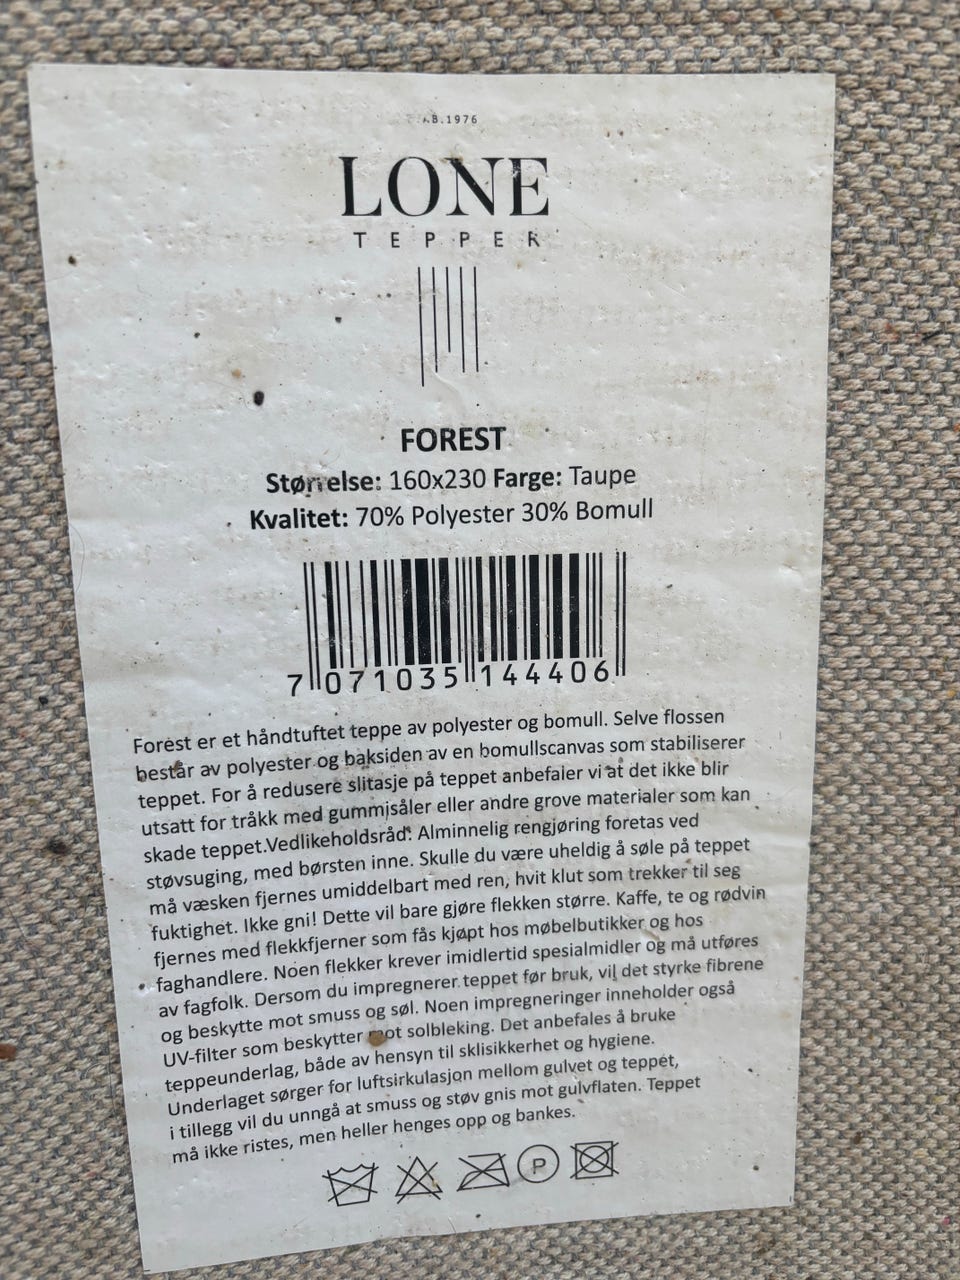 AB.1976
LONE
TEPPER
FOREST
Størrelse: 160x230 Farge: Taupe
Kvalitet: 70% Polyester 30% Bomull
7 071035 144406
Forest er et håndtuftet teppe av polyester og bomull. Selve flossen
består av polyester og baksiden av en bomullscanvas som stabiliserer
teppet. For å redusere slitasje på teppet anbefaler vi at det ikke blir
utsatt for tråkk med gummisåler eller andre grove materialer som kan
skade teppet.Vedlikeholdsråd: Alminnelig rengjøring foretas ved
støvsuging, med børsten inne. Skulle du være uheldig å søle på teppet
må væsken fjernes umiddelbart med ren, hvit klut som trekker til seg
fuktighet. Ikke gni! Dette vil bare gjøre flekken større. Kaffe, te og rødvin
fjernes med flekkfjerner som fås kjøpt hos møbelbutikker og hos
faghandlere. Noen flekker krever imidlertid spesialmidler og må utføres
av fagfolk. Dersom du impregnerer teppet før bruk, vil det styrke fibrene
og beskytte mot smuss og søl. Noen impregneringer inneholder også
UV-filter som beskytter mot solbleking. Det anbefales å bruke
teppeunderlag, både av hensyn til sklisikkerhet og hygiene.
Underlaget sørger for luftsirkulasjon mellom gulvet og teppet,
i tillegg vil du unngå at smuss og støv gnis mot gulvflaten. Teppet
må ikke ristes, men heller henges opp og bankes.
P